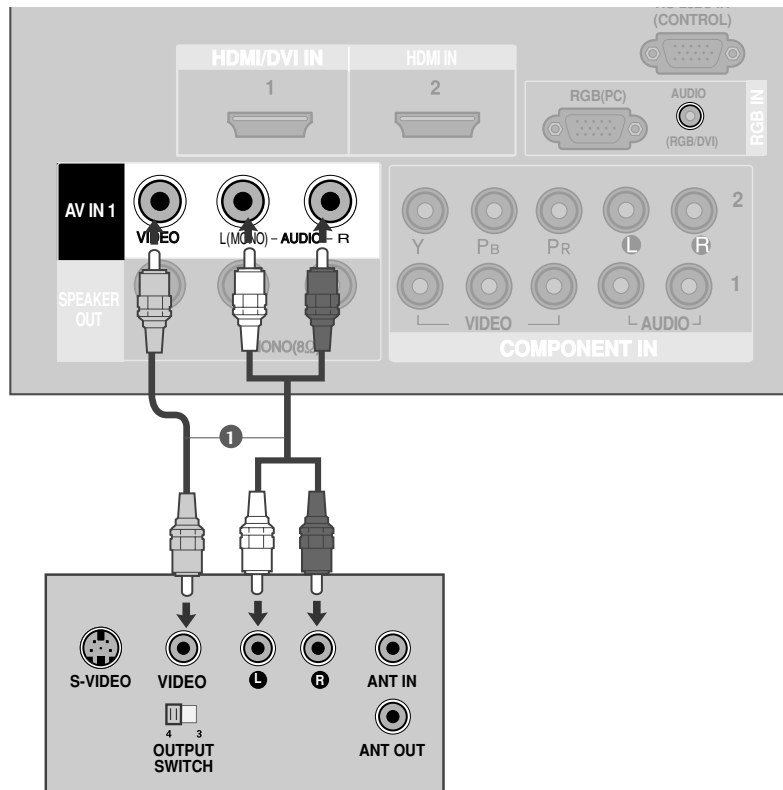 (CONTROL)
HDMI/DVI IN
HDMI IN
1
2
RGB(PC)
AUDIO
(RGB/DVI)
RGB IN
AV IN 1
VIDEO
L(MONO) - AUDIO - R
SPEAKER
OUT
Y
PB
PR
L
R
2
1
VIDEO
AUDIO
COMPONENT IN
1
S-VIDEO
VIDEO
L
R
ANT IN
4 3
OUTPUT
SWITCH
ANT OUT